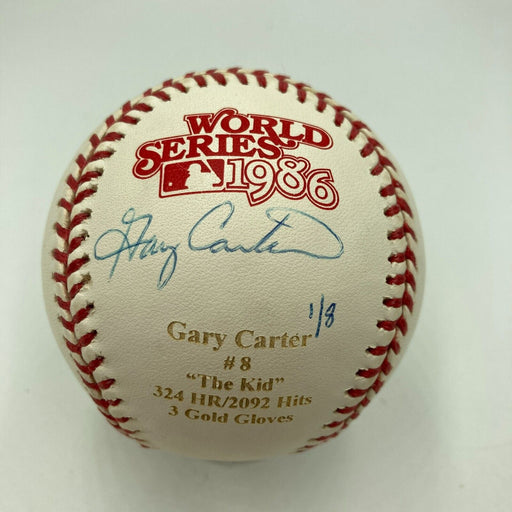 WORLD
SERIES
1986
Gary Carter
1/8
Gary Carter
#8
“The Kid”
324 HR/2092 Hits
3 Gold Gloves